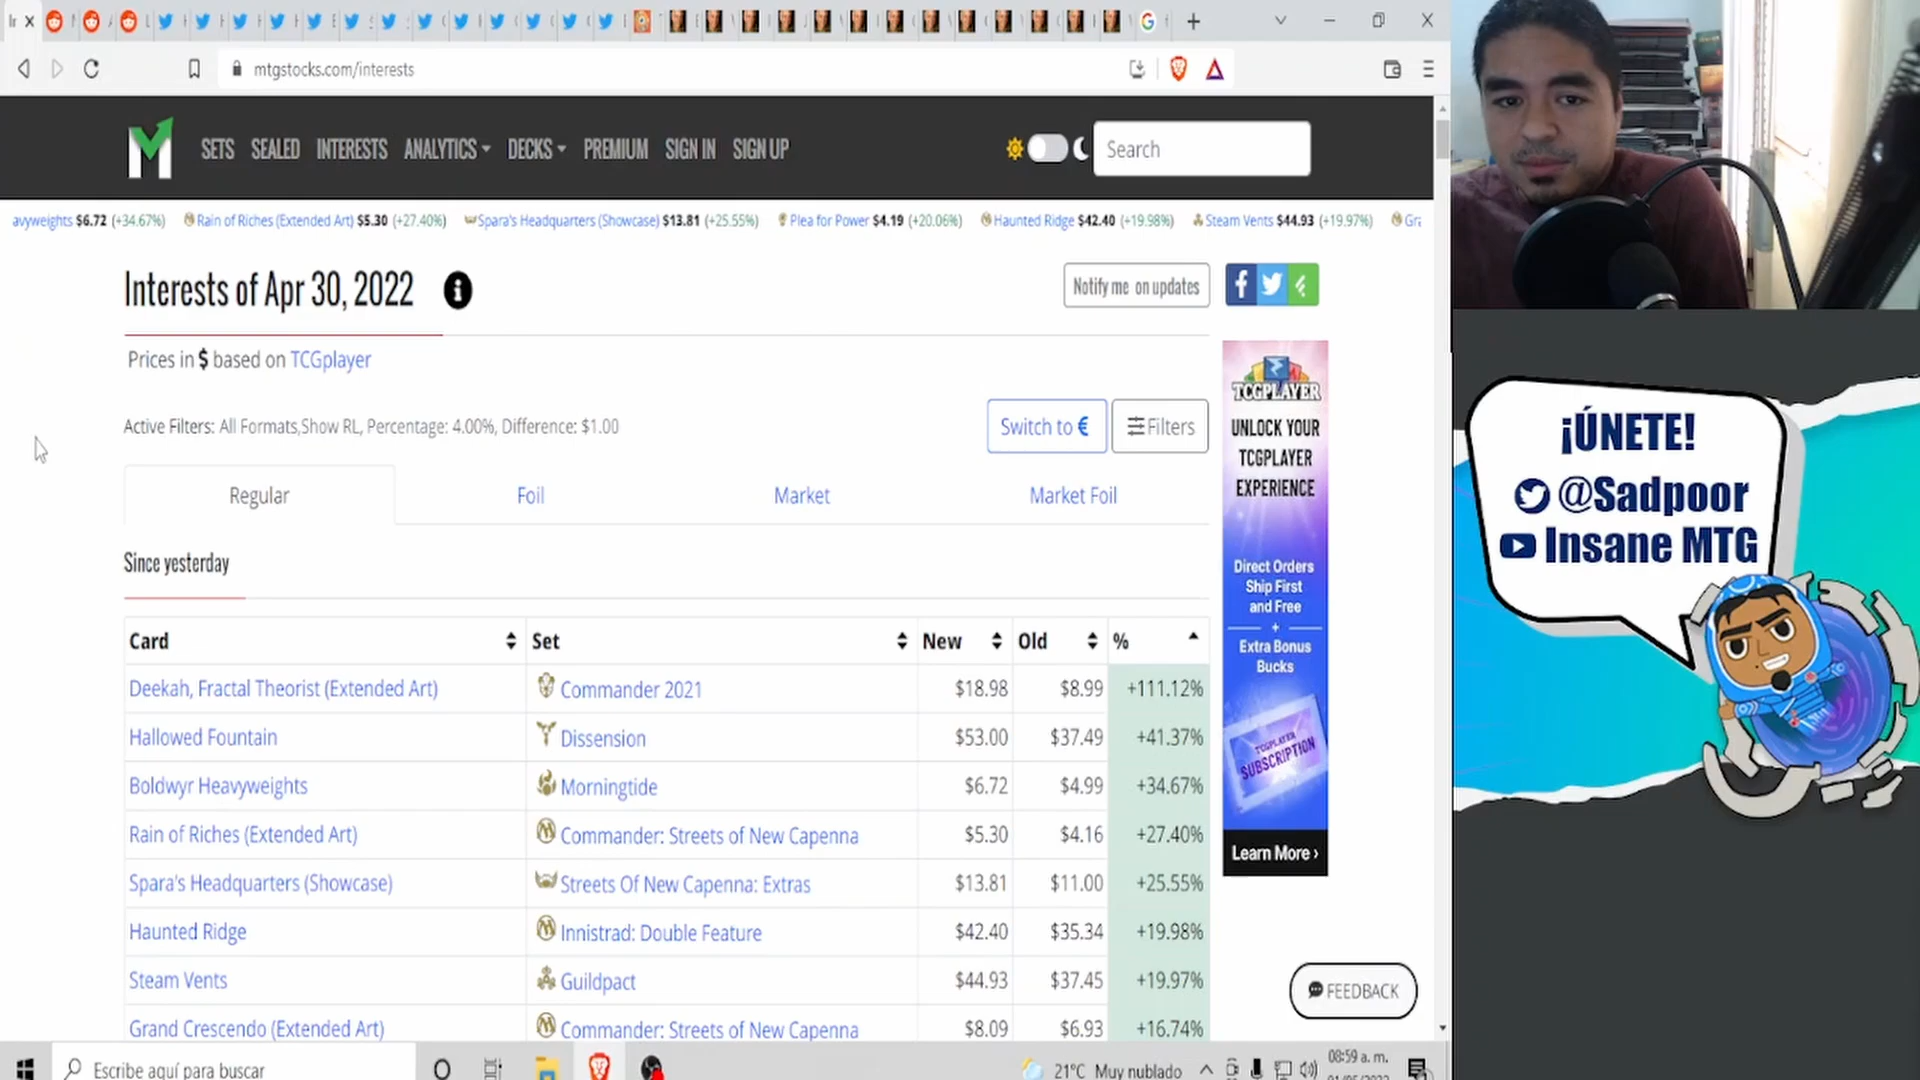 mtgstocks.com/interests
SETS SEALED INTERESTS ANALYTICS DECKS PREMIUM SIGN IN SIGN UP Search
avyweights $6.72 (+34.67%) Rain of Riches (Extended Art) $5.30 (+27.40%) Spara's Headquarters (Showcase) $13.81 (+25.55%) Plea for Power $4.19 (+20.06%) Haunted Ridge $42.40 (+19.98%) Steam Vents $44.93 (+19.97%) Gra
Interests of Apr 30, 2022
Notify me on updates
Prices in $ based on TCGplayer
Active Filters: All Formats,Show RL, Percentage: 4.00%, Difference: $1.00
Switch to € Filters
Regular Foil Market Market Foil
Since yesterday
Card Set New Old %
Deekah, Fractal Theorist (Extended Art) Commander 2021 $18.98 $8.99 +111.12%
Hallowed Fountain Dissension $53.00 $37.49 +41.37%
Boldwyr Heavyweights Morningtide $6.72 $4.99 +34.67%
Rain of Riches (Extended Art) Commander: Streets of New Capenna $5.30 $4.16 +27.40%
Spara's Headquarters (Showcase) Streets Of New Capenna: Extras $13.81 $11.00 +25.55%
Haunted Ridge Innistrad: Double Feature $42.40 $35.34 +19.98%
Steam Vents Guildpact $44.93 $37.45 +19.97%
Grand Crescendo (Extended Art) Commander: Streets of New Capenna $8.09 $6.93 +16.74%
TCGPLAYER
UNLOCK YOUR
TCGPLAYER
EXPERIENCE
Direct Orders
Ship First
and Free
+
Extra Bonus
Bucks
TCGPLAYER
SUBSCRIPTION
Learn More ›
FEEDBACK
Escribe aquí para buscar
21°C Muy nublado
08:59 a. m.
¡ÚNETE!
@Sadpoor
Insane MTG